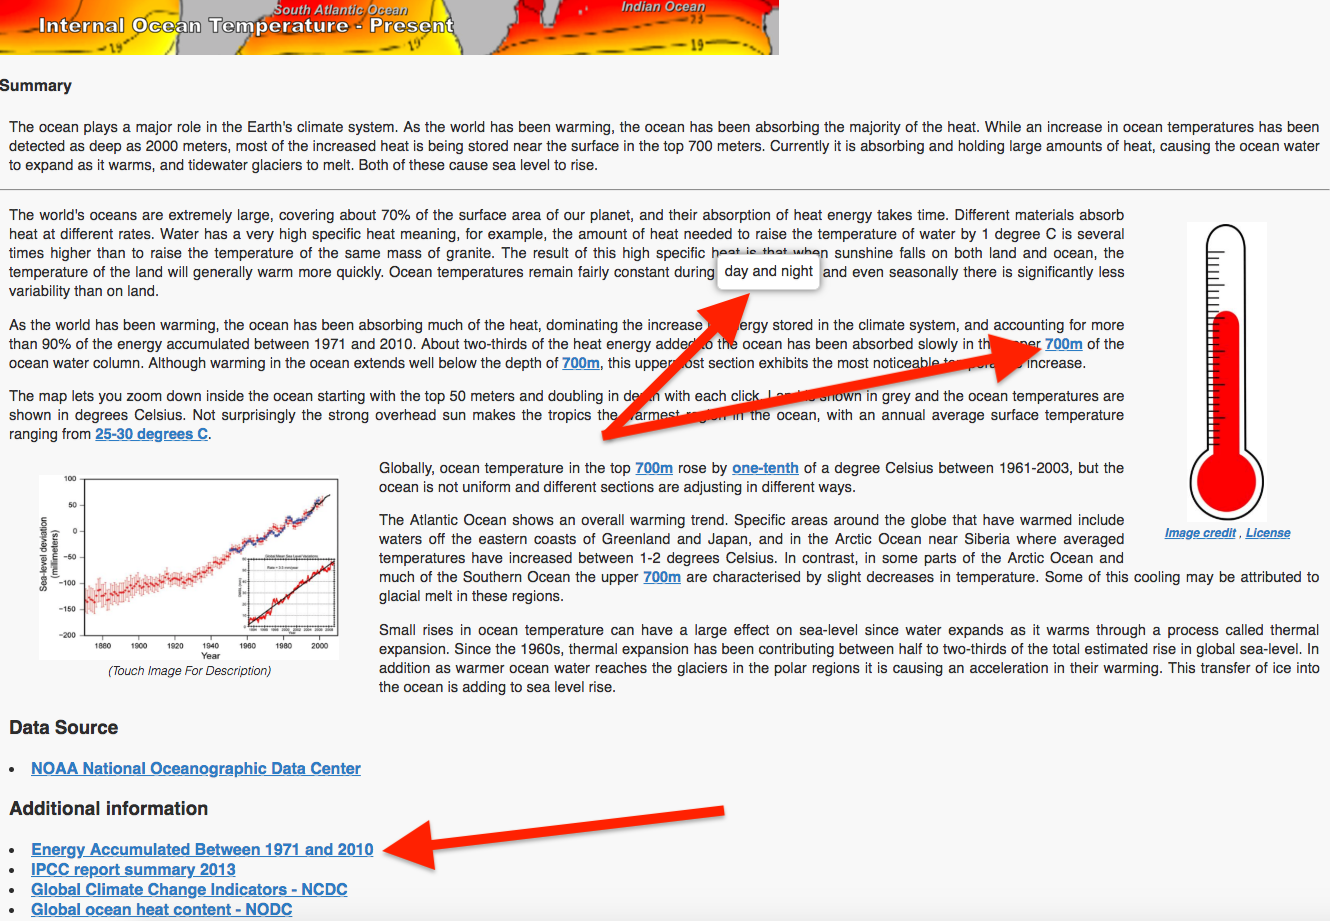 South Atlantic Ocean
Indian Ocean
Internal Ocean Temperature - Present
23
19
19
19
Summary
The ocean plays a major role in the Earth's climate system. As the world has been warming, the ocean has been absorbing the majority of the heat. While an increase in ocean temperatures has been
detected as deep as 2000 meters, most of the increased heat is being stored near the surface in the top 700 meters. Currently it is absorbing and holding large amounts of heat, causing the ocean water
to expand as it warms, and tidewater glaciers to melt. Both of these cause sea level to rise.
The world's oceans are extremely large, covering about 70% of the surface area of our planet, and their absorption of heat energy takes time. Different materials absorb
heat at different rates. Water has a very high specific heat meaning, for example, the amount of heat needed to raise the temperature of water by 1 degree C is several
times higher than to raise the temperature of the same mass of granite. The result of this high specific heat is that when sunshine falls on both land and ocean, the
temperature of the land will generally warm more quickly. Ocean temperatures remain fairly constant during day and night and even seasonally there is significantly less
variability than on land.
As the world has been warming, the ocean has been absorbing much of the heat, dominating the increase energy stored in the climate system, and accounting for more
than 90% of the energy accumulated between 1971 and 2010. About two-thirds of the heat energy added to the ocean has been absorbed slowly in the upper 700m of the
ocean water column. Although warming in the ocean extends well below the depth of 700m, this uppermost section exhibits the most noticeable temperature increase.
The map lets you zoom down inside the ocean starting with the top 50 meters and doubling in depth with each click. Land is shown in grey and the ocean temperatures are
shown in degrees Celsius. Not surprisingly the strong overhead sun makes the tropics the warmest region in the ocean, with an annual average surface temperature
ranging from 25-30 degrees C.
Globally, ocean temperature in the top 700m rose by one-tenth of a degree Celsius between 1961-2003, but the
ocean is not uniform and different sections are adjusting in different ways.
The Atlantic Ocean shows an overall warming trend. Specific areas around the globe that have warmed include
waters off the eastern coasts of Greenland and Japan, and in the Arctic Ocean near Siberia where averaged
temperatures have increased between 1-2 degrees Celsius. In contrast, in some parts of the Arctic Ocean and
much of the Southern Ocean the upper 700m are characterised by slight decreases in temperature. Some of this cooling may be attributed to
glacial melt in these regions.
Small rises in ocean temperature can have a large effect on sea-level since water expands as it warms through a process called thermal
expansion. Since the 1960s, thermal expansion has been contributing between half to two-thirds of the total estimated rise in global sea-level. In
addition as warmer ocean water reaches the glaciers in the polar regions it is causing an acceleration in their warming. This transfer of ice into
the ocean is adding to sea level rise.
Image credit , License
100
50
0
−50
−100
−150
−200
Sea-level deviation
(millimeters)
1880 1900 1920 1940 1960 1980 2000
Year
(Touch Image For Description)
Data Source
NOAA National Oceanographic Data Center
Additional information
Energy Accumulated Between 1971 and 2010
IPCC report summary 2013
Global Climate Change Indicators - NCDC
Global ocean heat content - NODC